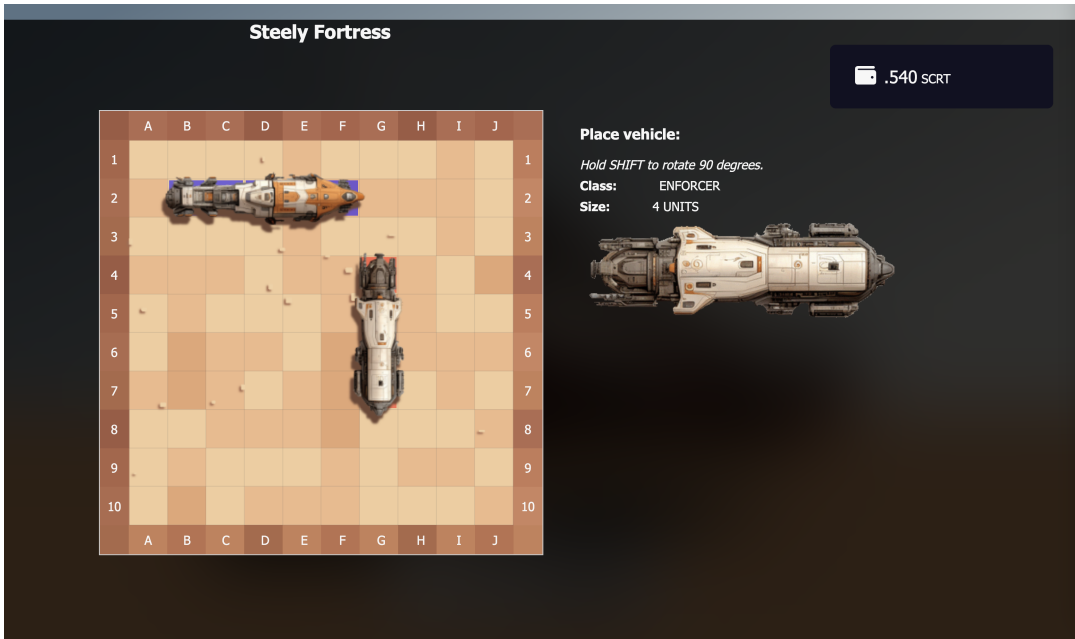 Steely Fortress
.540 SCRT
A B C D E F G H I J
Place vehicle:
1 1
Hold SHIFT to rotate 90 degrees.
Class: ENFORCER
2 2
Size: 4 UNITS
3 3
4 4
5 5
6 6
7 7
8 8
9 9
10 10
A B C D E F G H I J